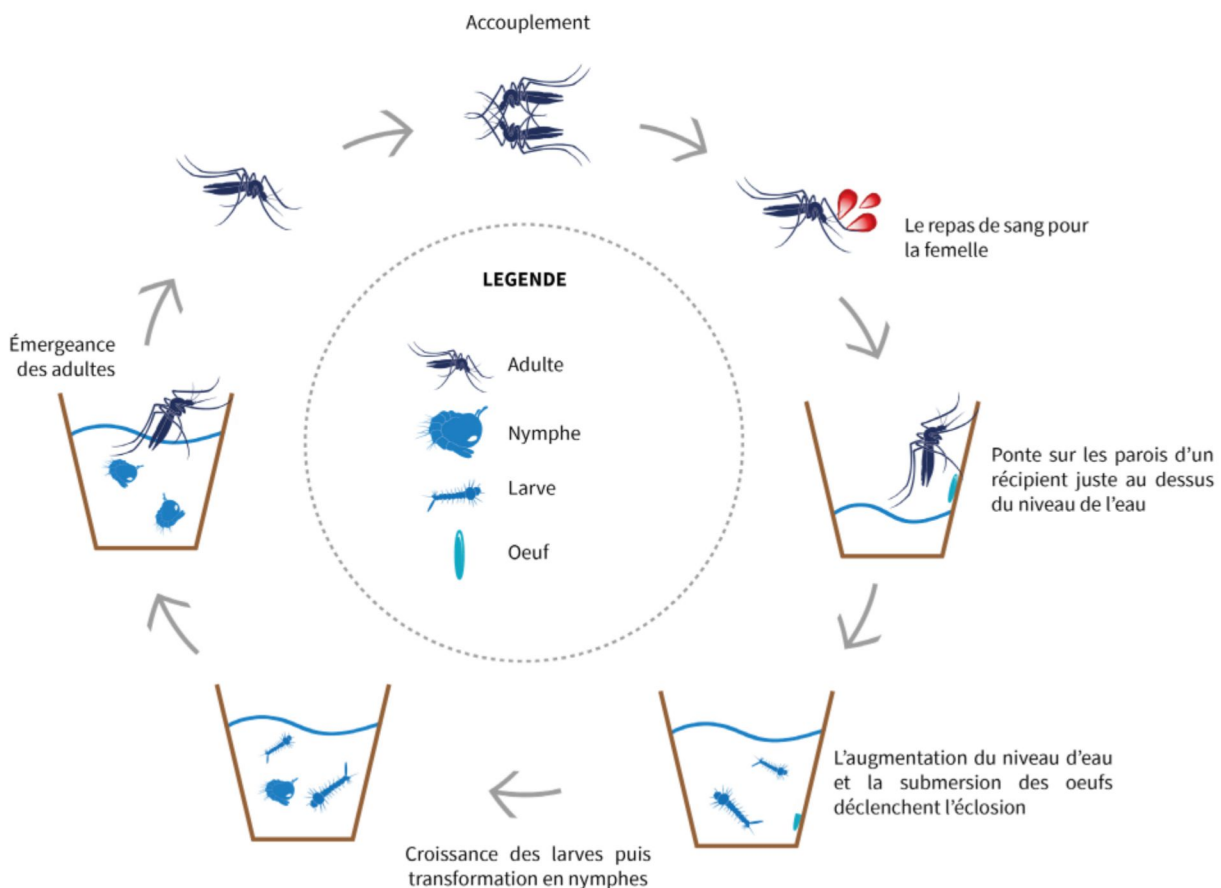 Accouplement
Le repas de sang pour
la femelle
LEGENDE
Adulte
Nymphe
Larve
Oeuf
Émergeance
des adultes
Ponte sur les parois d’un
récipient juste au dessus
du niveau de l’eau
L’augmentation du niveau d’eau
et la submersion des oeufs
déclenchent l’éclosion
Croissance des larves puis
transformation en nymphes